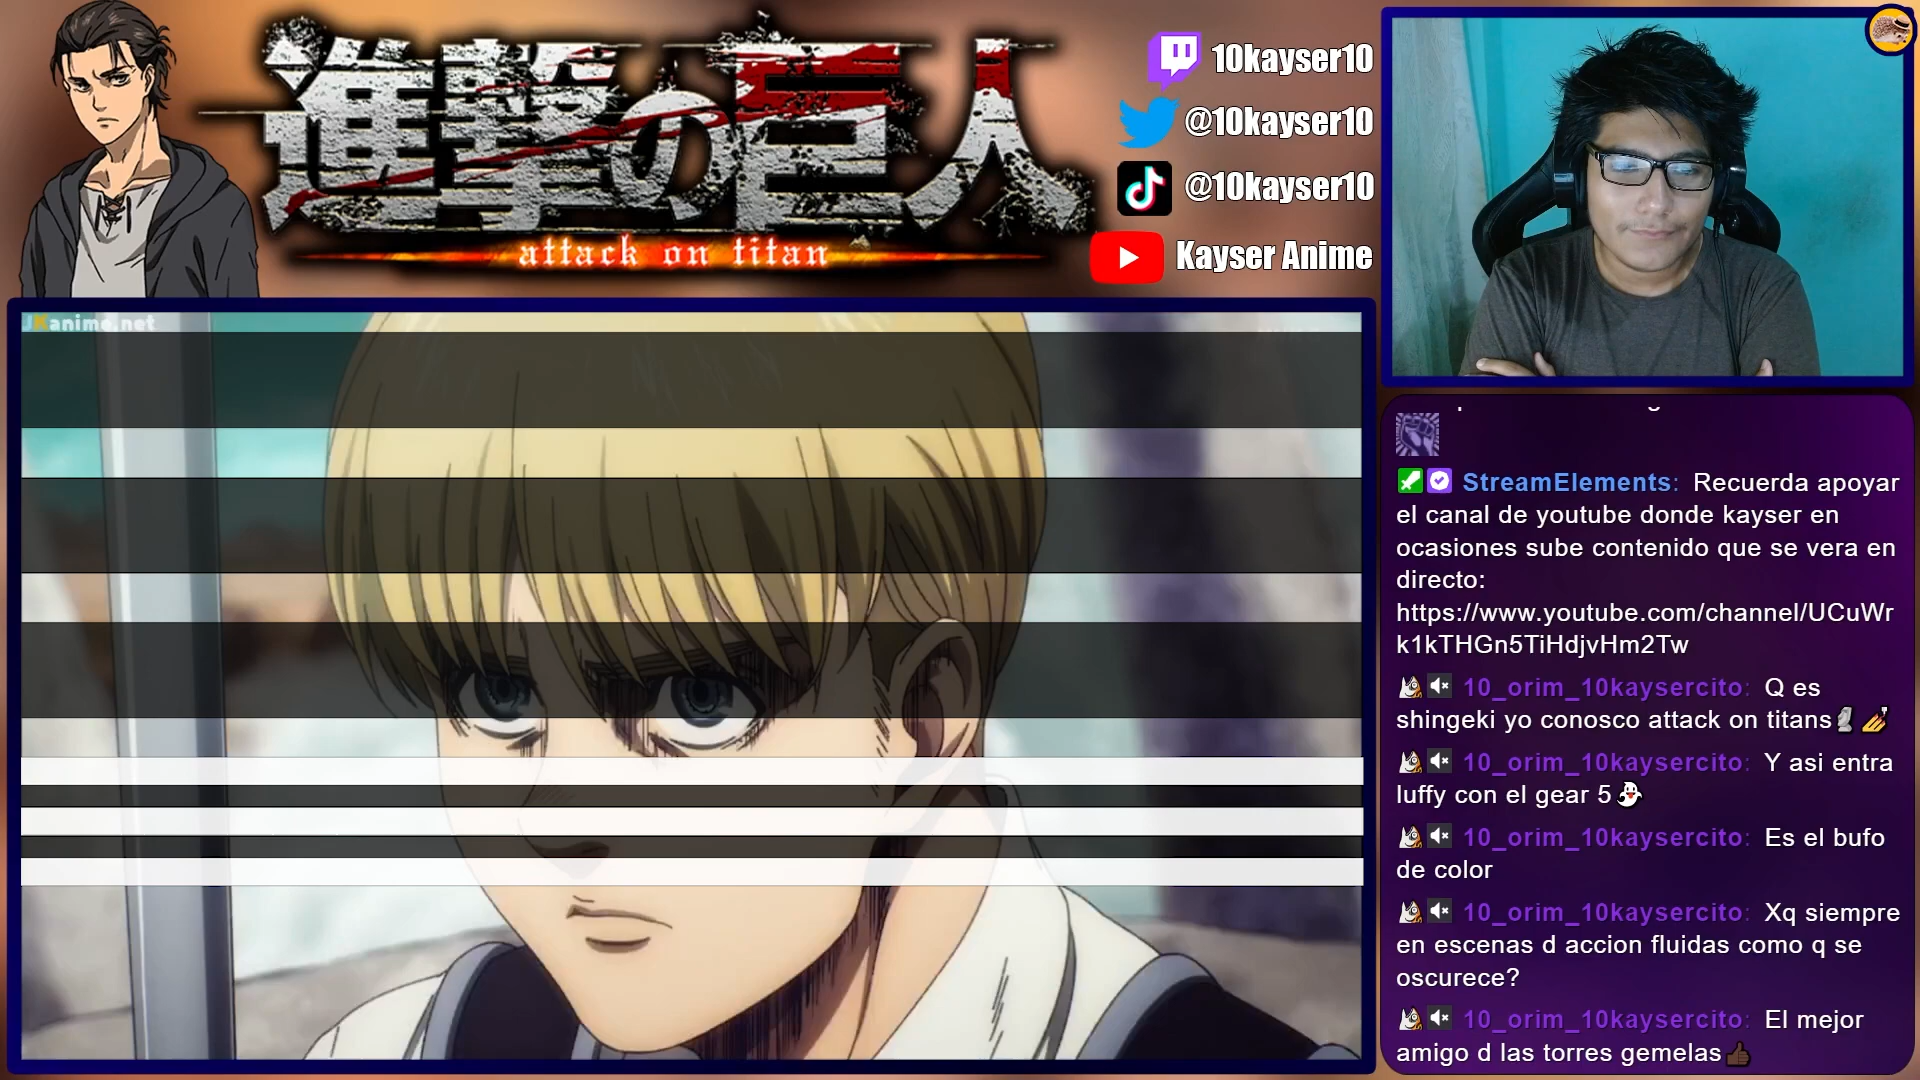 進撃の巨人
attack on titan
10kayser10
@10kayser10
@10kayser10
Kayser Anime
JKanime.net
StreamElements: Recuerda apoyar
el canal de youtube donde kayser en
ocasiones sube contenido que se vera en
directo:
https://www.youtube.com/channel/UCuWr
k1kTHGn5TiHdjvHm2Tw
10_orim_10kaysercito: Q es
shingeki yo conosco attack on titans🗿💅
10_orim_10kaysercito: Y asi entra
luffy con el gear 5👻
10_orim_10kaysercito: Es el bufo
de color
10_orim_10kaysercito: Xq siempre
en escenas d accion fluidas como q se
oscurece?
10_orim_10kaysercito: El mejor
amigo d las torres gemelas👍🏿